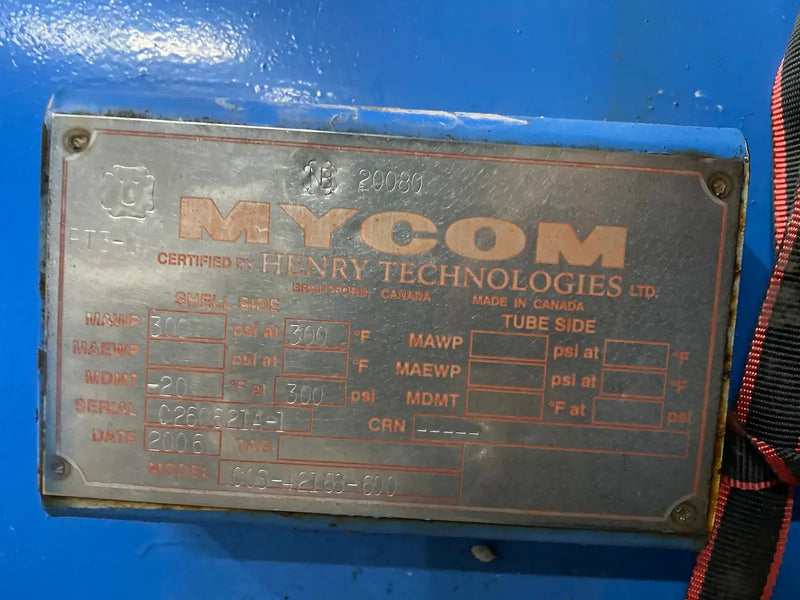 U
NB 20080
MYCOM
CERTIFIED BY HENRY TECHNOLOGIES LTD.
BRANTFORD, CANADA MADE IN CANADA
SHELL SIDE
MAWP 300 psi at 300 °F
MAEWP psi at °F
MDMT -20 °F at 300 psi
SERIAL
DATE 2006 TAG
MODEL
TUBE SIDE
MAWP psi at °F
MAEWP psi at °F
MDMT °F at psi
CRN -----